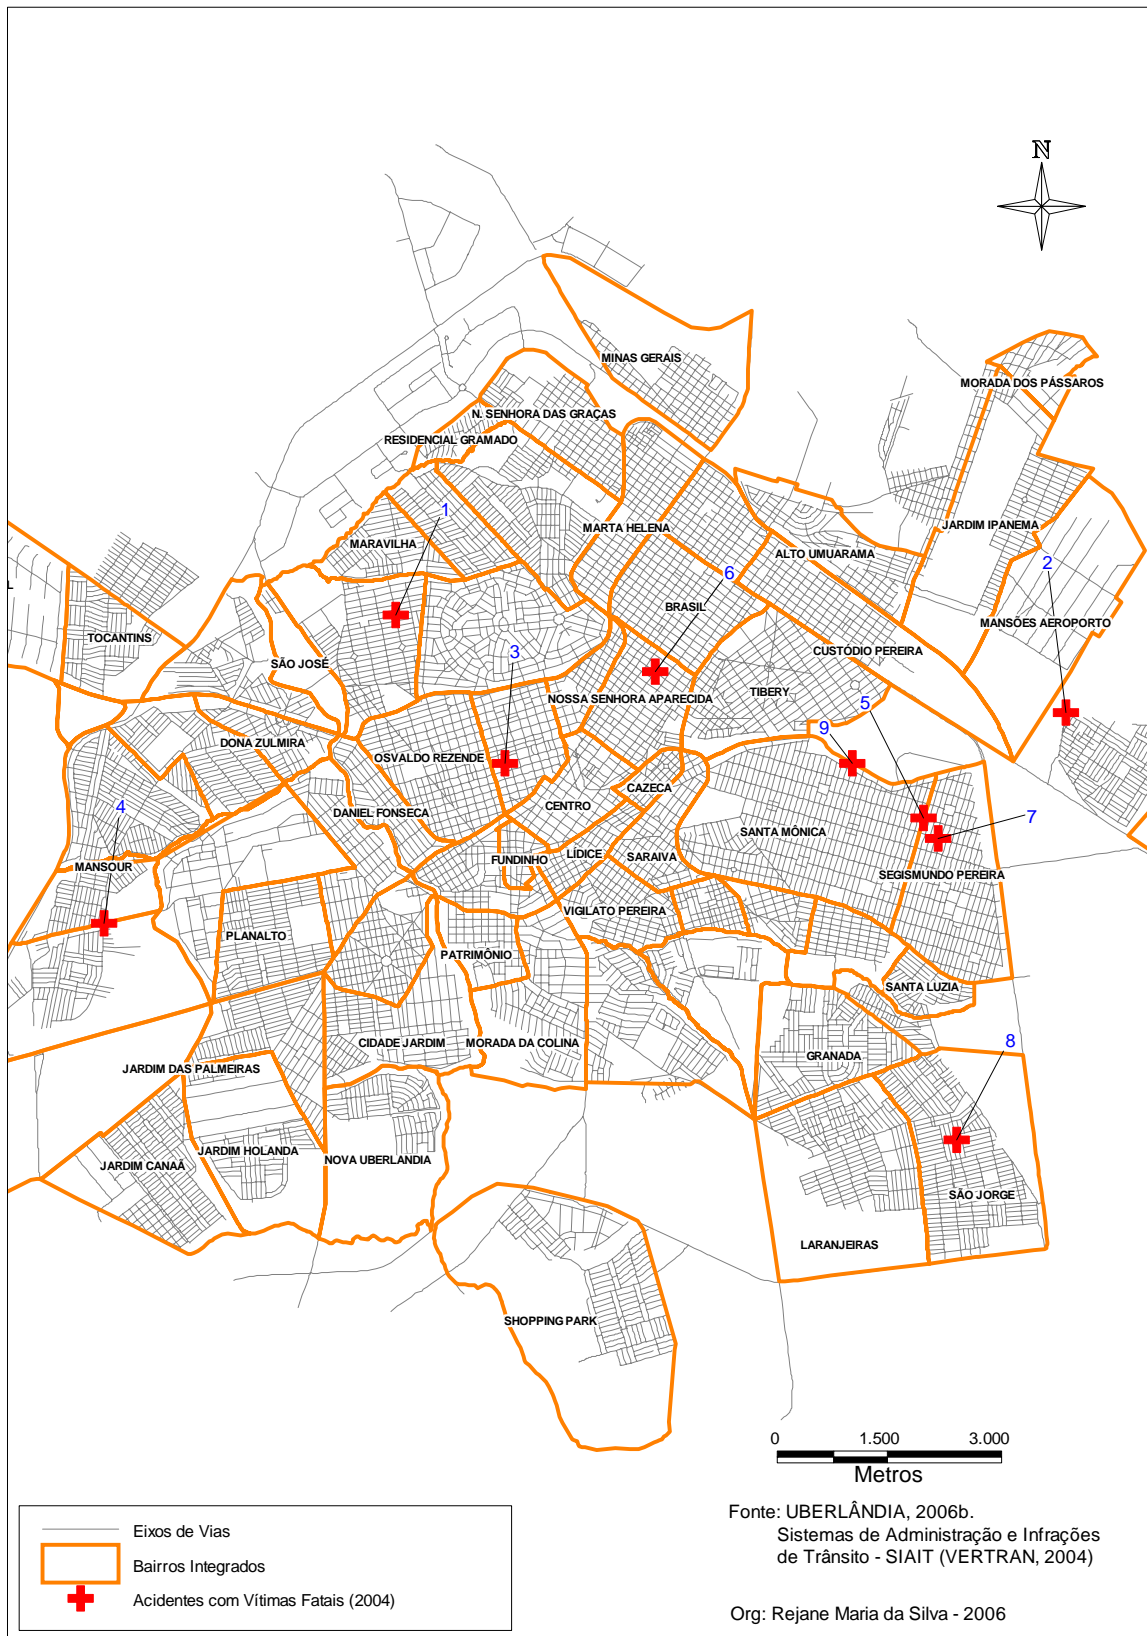 N
MINAS GERAIS
MORADA DOS PÁSSAROS
N. SENHORA DAS GRAÇAS
RESIDENCIAL GRAMADO
1
MARTA HELENA
JARDIM IPANEMA
MARAVILHA
ALTO UMUARAMA
2
6
L
BRASIL
MANSÕES AEROPORTO
TOCANTINS
3
CUSTÓDIO PEREIRA
SÃO JOSÉ
NOSSA SENHORA APARECIDA
TIBERY
5
9
DONA ZULMIRA
OSVALDO REZENDE
CAZECA
4
CENTRO
DANIEL FONSECA
7
SANTA MÔNICA
FUNDINHO
LÍDICE
SARAIVA
MANSOUR
SEGISMUNDO PEREIRA
VIGILATO PEREIRA
PLANALTO
PATRIMÔNIO
SANTA LUZIA
CIDADE JARDIM
MORADA DA COLINA
8
GRANADA
JARDIM DAS PALMEIRAS
JARDIM HOLANDA
NOVA UBERLANDIA
JARDIM CANAÃ
SÃO JORGE
LARANJEIRAS
SHOPPING PARK
0 1.500 3.000
Metros
Eixos de Vias
Bairros Integrados
Acidentes com Vítimas Fatais (2004)
Fonte: UBERLÂNDIA, 2006b.
Sistemas de Administração e Infrações
de Trânsito - SIAIT (VERTRAN, 2004)
Org: Rejane Maria da Silva - 2006